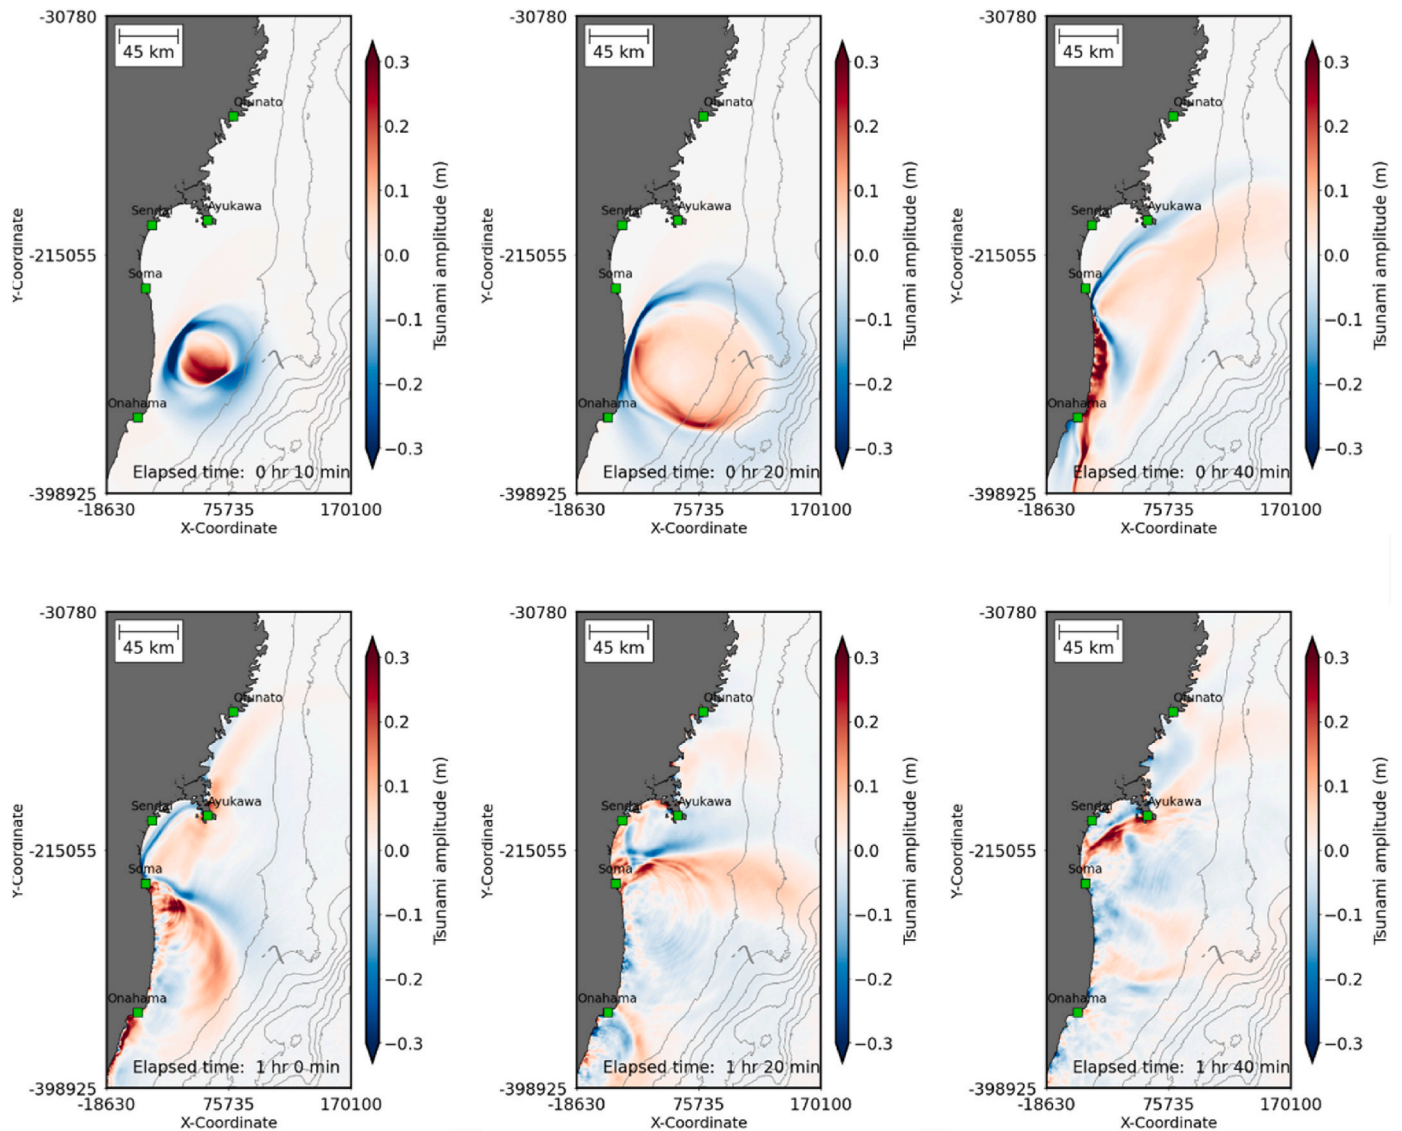 -30780
45 km
0.3
Ofunato
0.2
0.1
Sendai
Ayukawa
Y-Coordinate
-215055
0.0
Tsunami amplitude (m)
Soma
−0.1
−0.2
Onahama
−0.3
Elapsed time: 0 hr 10 min
-398925
-18630 75735 170100
X-Coordinate
-30780
45 km
0.3
Ofunato
0.2
0.1
Sendai
Ayukawa
Y-Coordinate
-215055
0.0
Tsunami amplitude (m)
Soma
−0.1
−0.2
Onahama
−0.3
Elapsed time: 0 hr 20 min
-398925
-18630 75735 170100
X-Coordinate
-30780
45 km
0.3
Ofunato
0.2
0.1
Sendai
Ayukawa
Y-Coordinate
-215055
0.0
Tsunami amplitude (m)
Soma
−0.1
−0.2
Onahama
−0.3
Elapsed time: 0 hr 40 min
-398925
-18630 75735 170100
X-Coordinate
-30780
45 km
0.3
Ofunato
0.2
0.1
Sendai
Ayukawa
Y-Coordinate
-215055
0.0
Tsunami amplitude (m)
Soma
−0.1
−0.2
Onahama
−0.3
Elapsed time: 1 hr 0 min
-398925
-18630 75735 170100
X-Coordinate
-30780
45 km
0.3
Ofunato
0.2
0.1
Sendai
Ayukawa
Y-Coordinate
-215055
0.0
Tsunami amplitude (m)
Soma
−0.1
−0.2
Onahama
−0.3
Elapsed time: 1 hr 20 min
-398925
-18630 75735 170100
X-Coordinate
-30780
45 km
0.3
Ofunato
0.2
0.1
Sendai
Ayukawa
Y-Coordinate
-215055
0.0
Tsunami amplitude (m)
Soma
−0.1
−0.2
Onahama
−0.3
Elapsed time: 1 hr 40 min
-398925
-18630 75735 170100
X-Coordinate